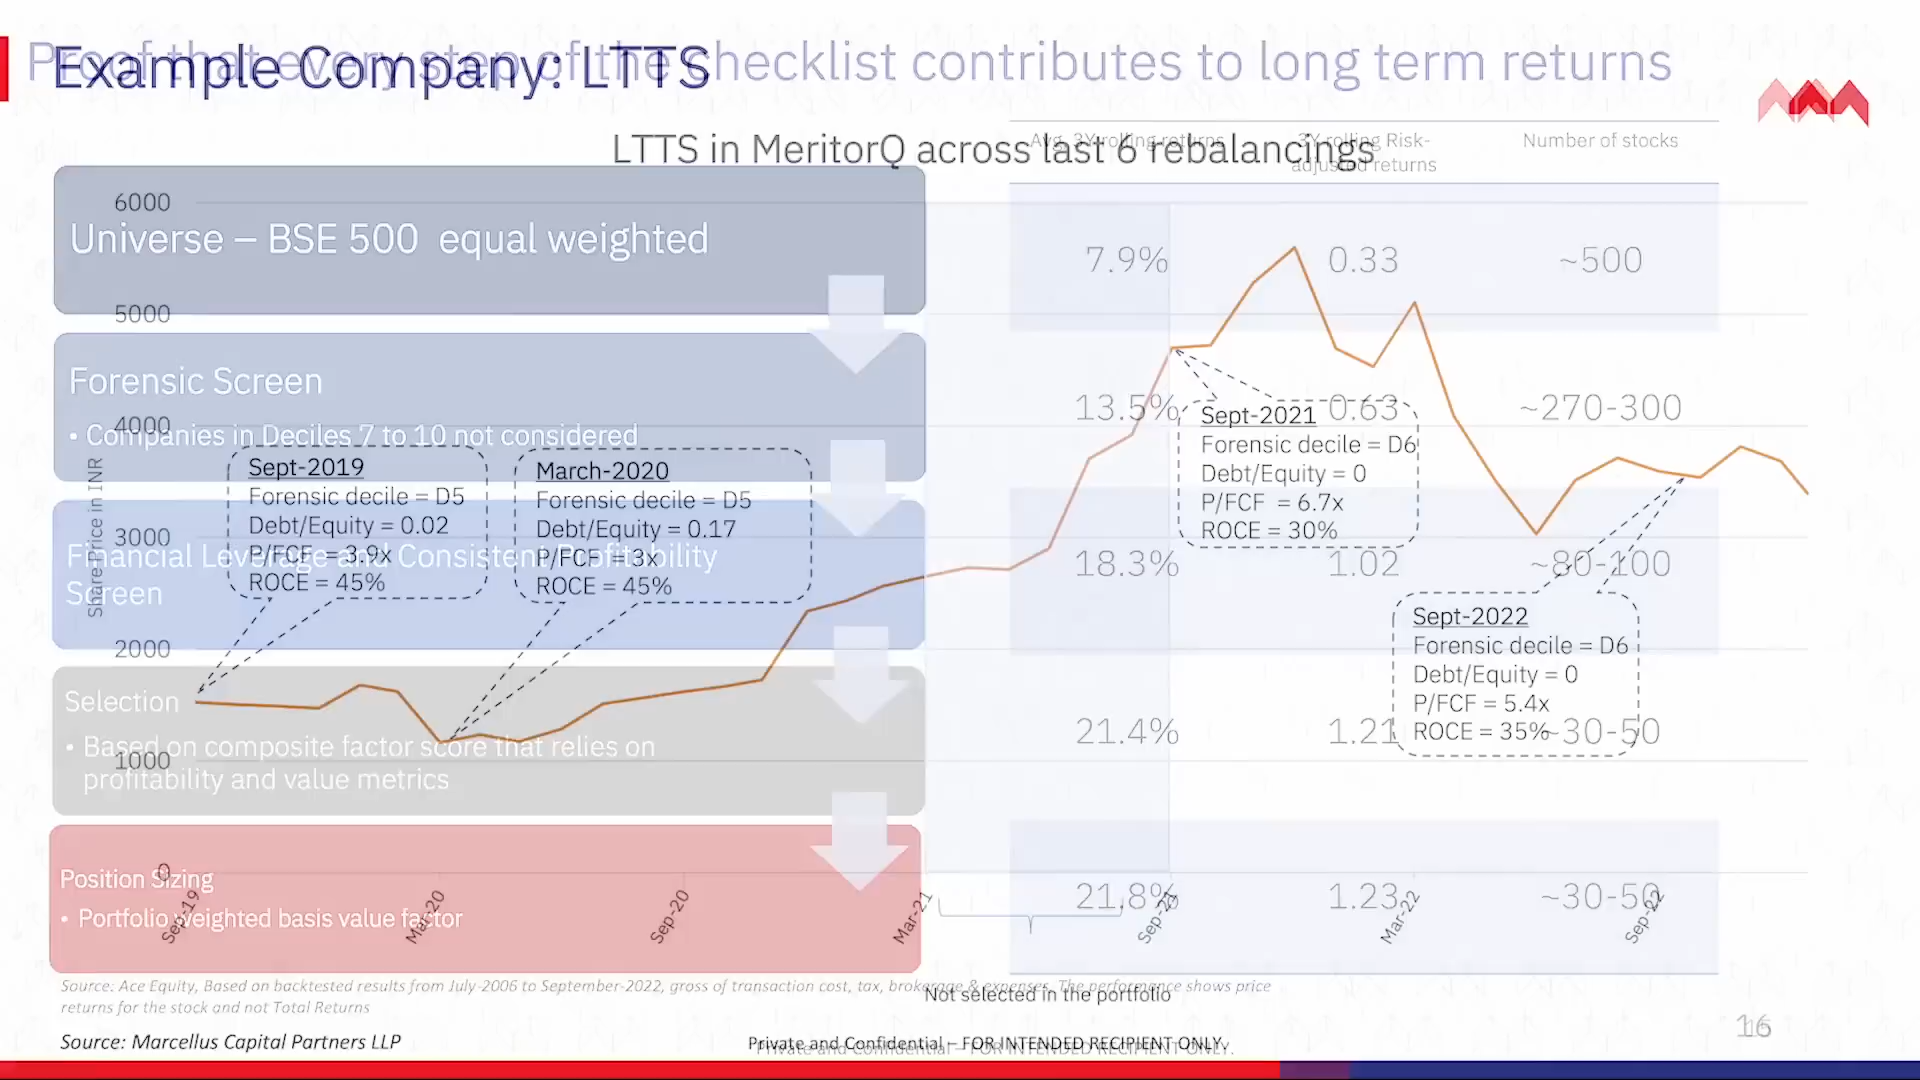 Proof that every step of the checklist contributes to long term returns
Example Company: LTTS
LTTS in MeritorQ across last 6 rebalancings
Avg. 3Y rolling returns
3Y rolling Risk-
adjusted returns
Number of stocks
Universe – BSE 500 equal weighted
7.9%
0.33
~500
Forensic Screen
• Companies in Deciles 7 to 10 not considered
13.5%
0.63
~270-300
Financial Leverage and Consistent Profitability
Screen
18.3%
1.02
~80-100
Selection
• Based on composite factor score that relies on
profitability and value metrics
21.4%
1.21
~30-50
Position Sizing
• Portfolio weighted basis value factor
21.8%
1.23
~30-50
Share Price in INR
6000
5000
4000
3000
2000
1000
0
Sept-2019
Forensic decile = D5
Debt/Equity = 0.02
P/FCF = 3.9x
ROCE = 45%
March-2020
Forensic decile = D5
Debt/Equity = 0.17
P/FCF = 3x
ROCE = 45%
Sept-2021
Forensic decile = D6
Debt/Equity = 0
P/FCF = 6.7x
ROCE = 30%
Sept-2022
Forensic decile = D6
Debt/Equity = 0
P/FCF = 5.4x
ROCE = 35%
Sep-19
Mar-20
Sep-20
Mar-21
Sep-21
Mar-22
Sep-22
Not selected in the portfolio
Source: Ace Equity, Based on backtested results from July-2006 to September-2022, gross of transaction cost, tax, brokerage & expenses. The performance shows price
returns for the stock and not Total Returns
Source: Marcellus Capital Partners LLP
Private and Confidential – FOR INTENDED RECIPIENT ONLY.
Private and Confidential – FOR INTENDED RECIPIENT ONLY.
16